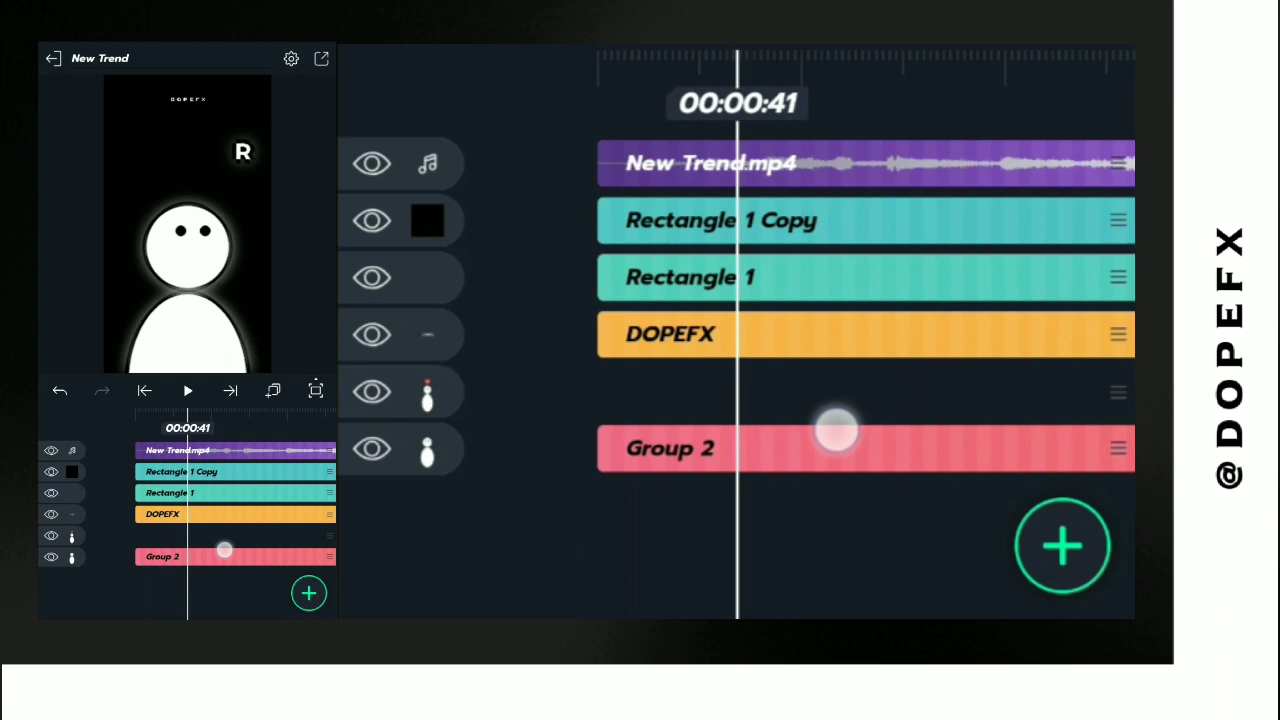 New Trend
DOPEFX
R
00:00:41
New Trend.mp4
Rectangle 1 Copy
Rectangle 1
DOPEFX
Group 2
00:00:41
New Trend.mp4
Rectangle 1 Copy
Rectangle 1
DOPEFX
Group 2
@DOPEFX